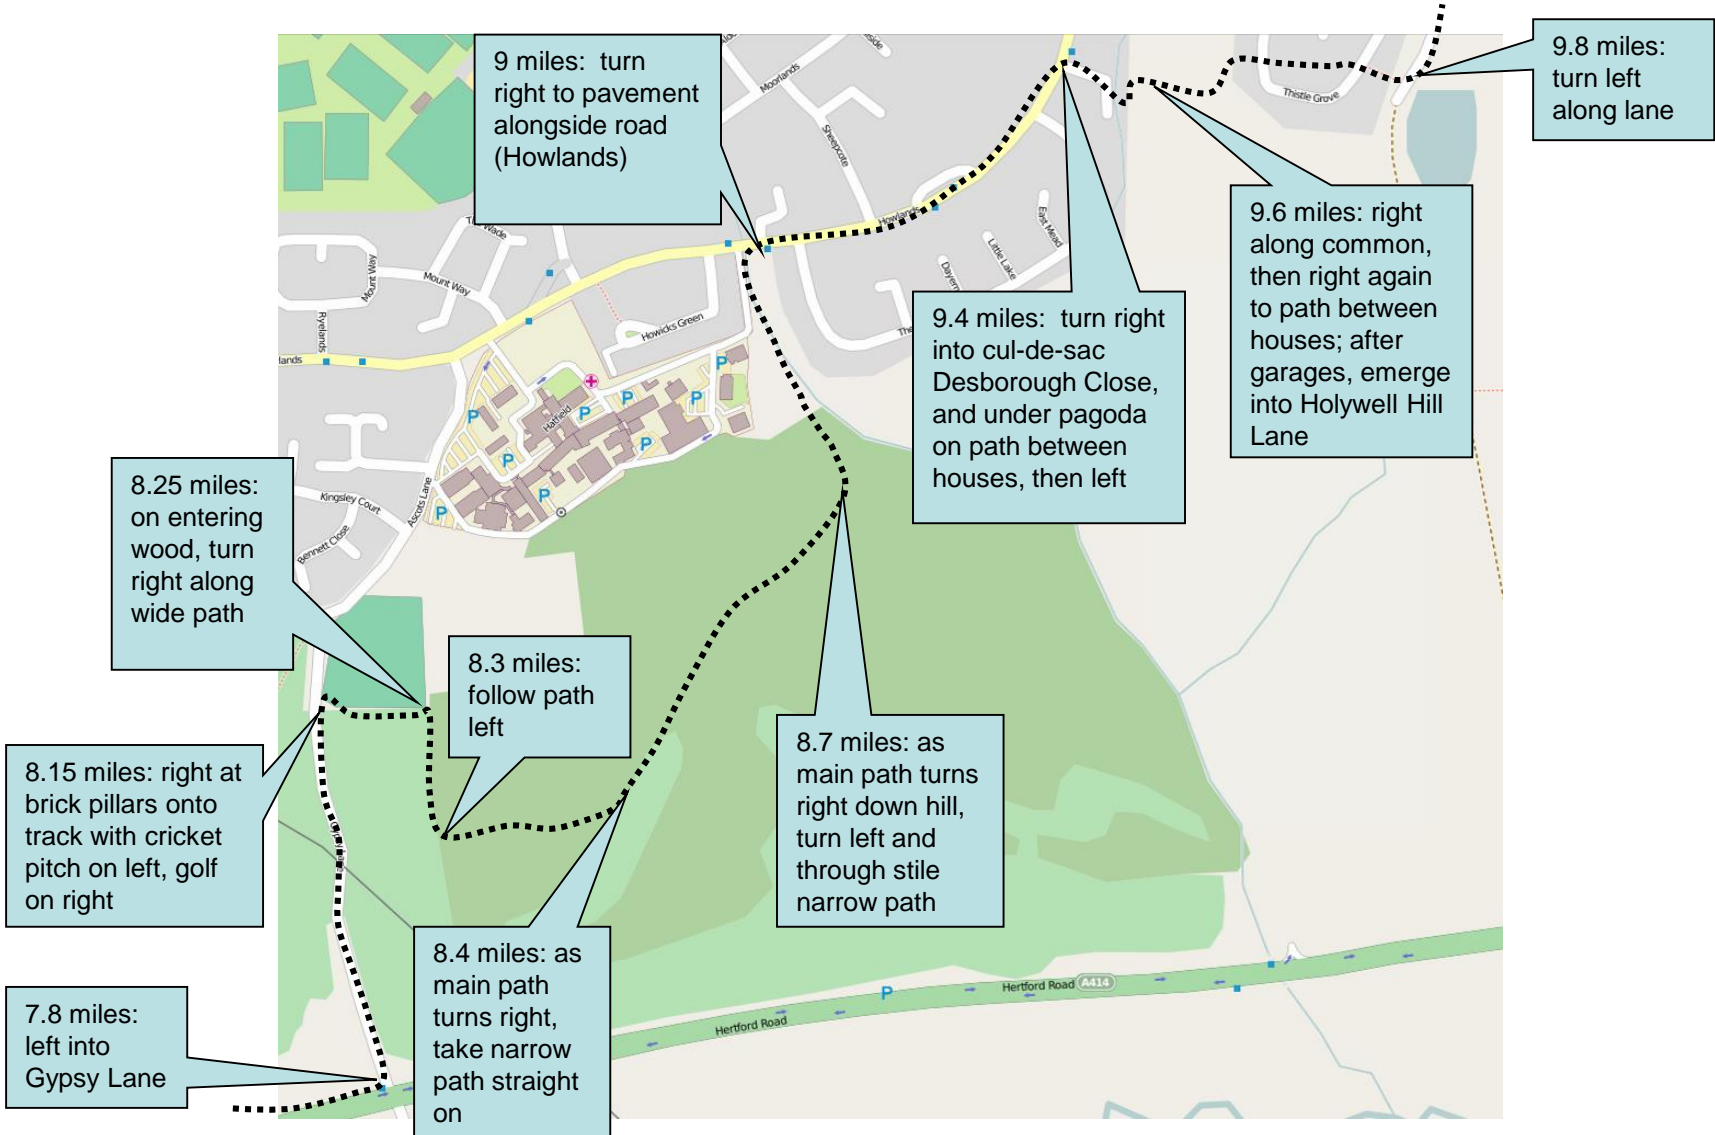 9 miles: turn
right to pavement
alongside road
(Howlands)
9.8 miles:
turn left
along lane
9.6 miles: right
along common,
then right again
to path between
houses; after
garages, emerge
into Holywell Hill
Lane
9.4 miles: turn right
into cul-de-sac
Desborough Close,
and under pagoda
on path between
houses, then left
8.25 miles:
on entering
wood, turn
right along
wide path
8.3 miles:
follow path
left
8.7 miles: as
main path turns
right down hill,
turn left and
through stile
narrow path
8.15 miles: right at
brick pillars onto
track with cricket
pitch on left, golf
on right
8.4 miles: as
main path
turns right,
take narrow
path straight
on
7.8 miles:
left into
Gypsy Lane
Moorlands
Sheepcote
Thistle Grove
Howlands
East Mead
Little Lake
Mount Way
Mount Way
Ryelands
Howicks Green
Hatfield
Kingsley Court
Bennett Close
Ascots Lane
Hertford Road
A414
Hertford Road
P
P
P
P
P
P
P
P
P
P